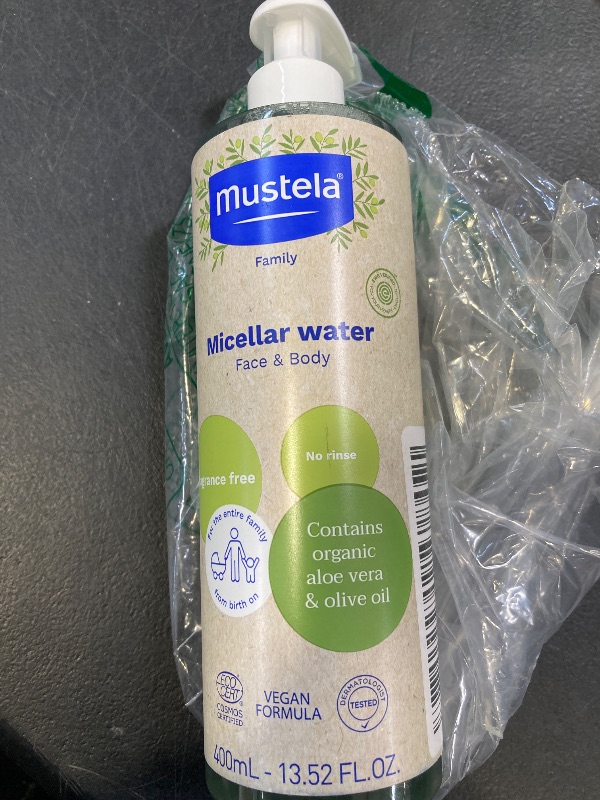 mustela®
Family
Micellar water
Face & Body
No rinse
grance free
For the entire family
from birth on
Contains
organic
aloe vera
& olive oil
ECO
CERT
COSMOS
CERTIFIED
VEGAN
FORMULA
DERMATOLOGIST
TESTED
400mL - 13.52 FL.OZ.